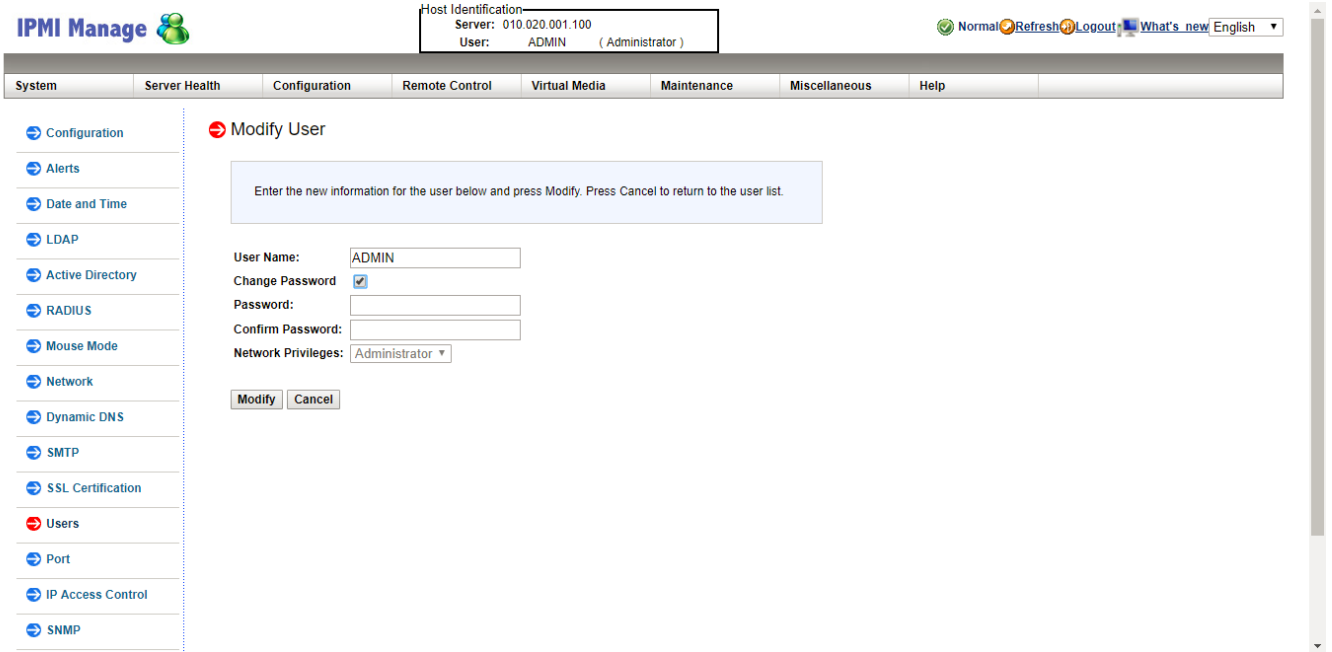 IPMI Manage
Host Identification
Server: 010.020.001.100
User: ADMIN ( Administrator )
Normal Refresh Logout What's new English
System Server Health Configuration Remote Control Virtual Media Maintenance Miscellaneous Help
Configuration
Alerts
Date and Time
LDAP
Active Directory
RADIUS
Mouse Mode
Network
Dynamic DNS
SMTP
SSL Certification
Users
Port
IP Access Control
SNMP
Modify User
Enter the new information for the user below and press Modify. Press Cancel to return to the user list.
User Name: ADMIN
Change Password
Password:
Confirm Password:
Network Privileges: Administrator
Modify Cancel